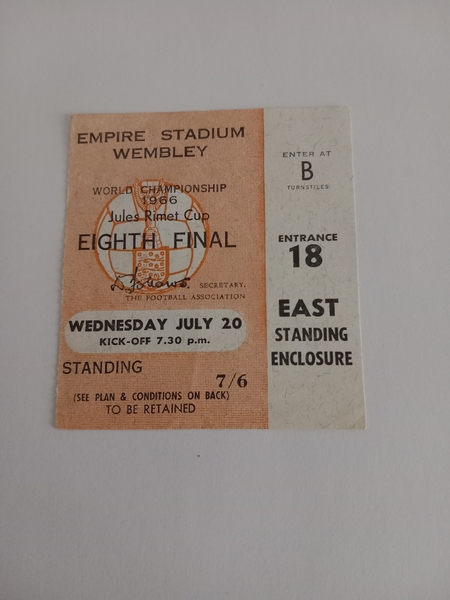 EMPIRE STADIUM
WEMBLEY
WORLD CHAMPIONSHIP
1966
Jules Rimet Cup
EIGHTH FINAL
SECRETARY,
THE FOOTBALL ASSOCIATION
WEDNESDAY JULY 20
KICK-OFF 7.30 p.m.
STANDING
7/6
(SEE PLAN & CONDITIONS ON BACK)
TO BE RETAINED
ENTER AT
B
TURNSTILES
ENTRANCE
18
EAST
STANDING
ENCLOSURE